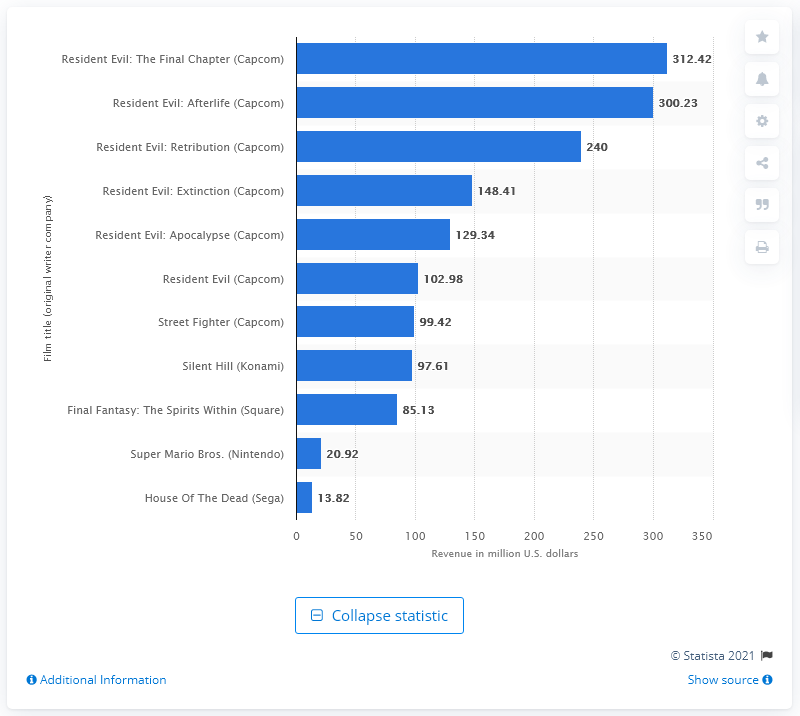 Resident Evil: The Final Chapter (Capcom) 312.42
Resident Evil: Afterlife (Capcom) 300.23
Resident Evil: Retribution (Capcom) 240
Resident Evil: Extinction (Capcom) 148.41
Resident Evil: Apocalypse (Capcom) 129.34
Resident Evil (Capcom) 102.98
Street Fighter (Capcom) 99.42
Silent Hill (Konami) 97.61
Final Fantasy: The Spirits Within (Square) 85.13
Super Mario Bros. (Nintendo) 20.92
House Of The Dead (Sega) 13.82
Film title (original writer company)
0 50 100 150 200 250 300 350
Revenue in million U.S. dollars
Collapse statistic
© Statista 2021
Additional Information
Show source